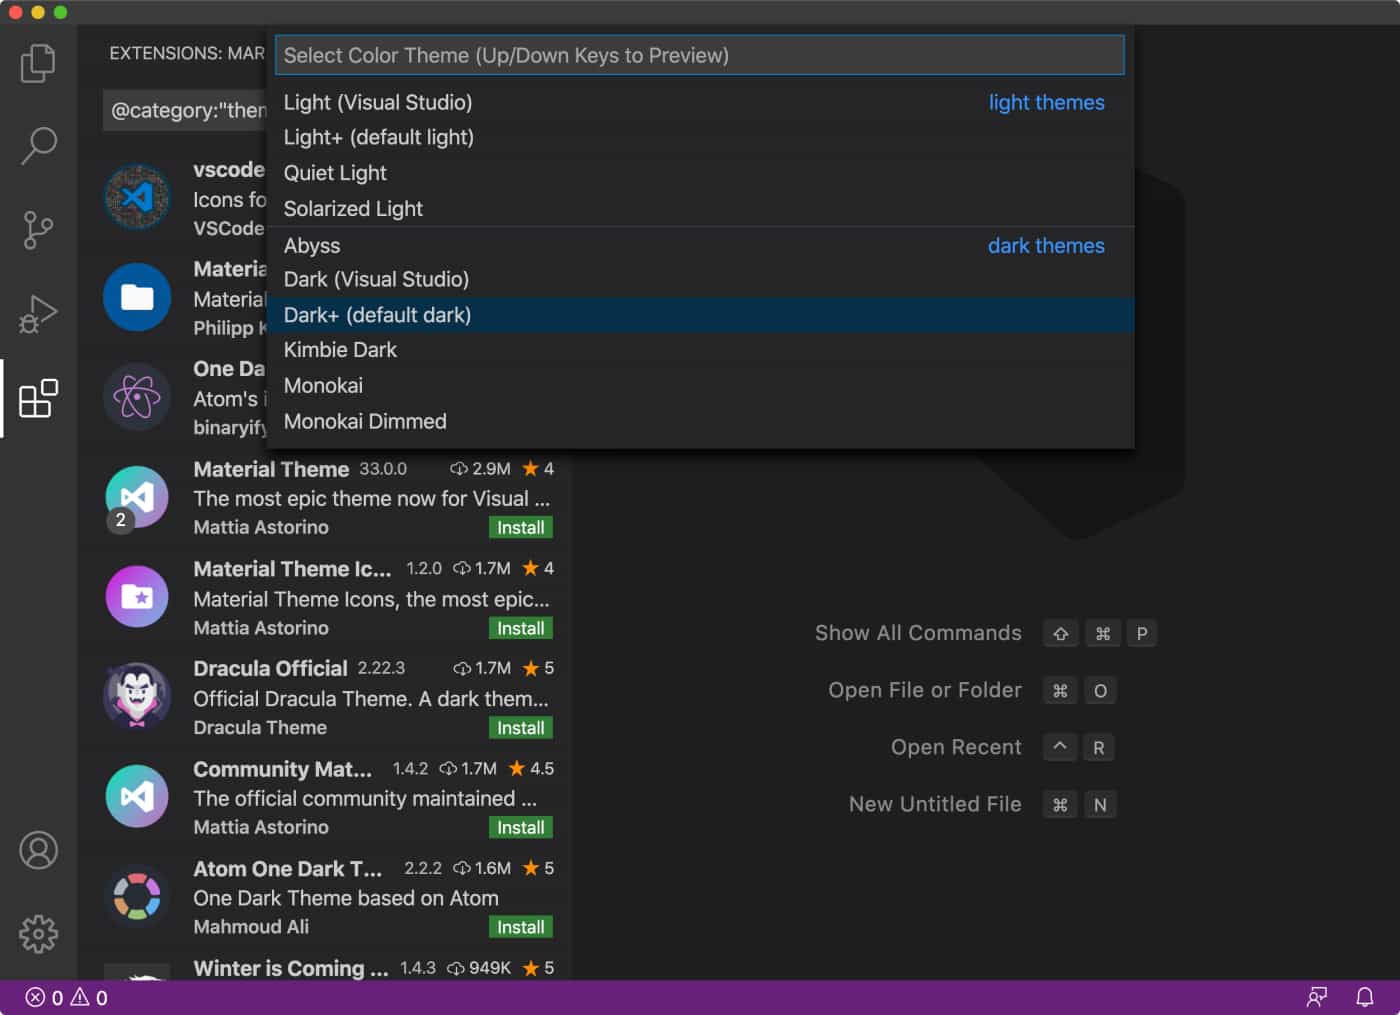 EXTENSIONS: MAR
@category:"them
Select Color Theme (Up/Down Keys to Preview)
Light (Visual Studio) light themes
Light+ (default light)
Quiet Light
Solarized Light
Abyss dark themes
Dark (Visual Studio)
Dark+ (default dark)
Kimbie Dark
Monokai
Monokai Dimmed
vscode
Icons fo
VSCode
Materia
Material
Philipp K
One Da
Atom's i
binaryify
Material Theme 33.0.0 2.9M ★ 4
The most epic theme now for Visual ...
Mattia Astorino Install
2
Material Theme Ic... 1.2.0 1.7M ★ 4
Material Theme Icons, the most epic...
Mattia Astorino Install
Dracula Official 2.22.3 1.7M ★ 5
Official Dracula Theme. A dark them...
Dracula Theme Install
Community Mat... 1.4.2 1.7M ★ 4.5
The official community maintained ...
Mattia Astorino Install
Atom One Dark T... 2.2.2 1.6M ★ 5
One Dark Theme based on Atom
Mahmoud Ali Install
Winter is Coming ... 1.4.3 949K ★ 5
Show All Commands ⇧ ⌘ P
Open File or Folder ⌘ O
Open Recent ^ R
New Untitled File ⌘ N
0 0